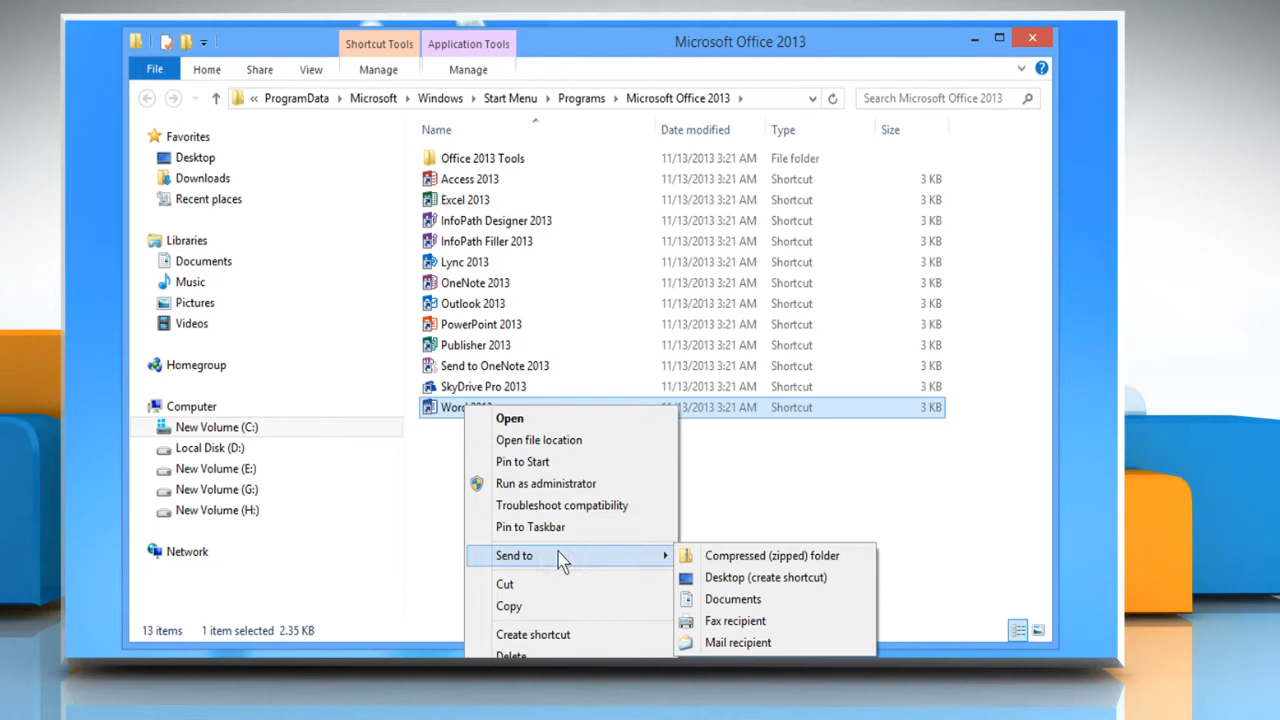 Shortcut Tools Application Tools Microsoft Office 2013
File Home Share View Manage Manage
« ProgramData Microsoft Windows Start Menu Programs Microsoft Office 2013 Search Microsoft Office 2013
Name Date modified Type Size
Favorites
Desktop
Downloads
Recent places
Libraries
Documents
Music
Pictures
Videos
Homegroup
Computer
New Volume (C:)
Local Disk (D:)
New Volume (E:)
New Volume (G:)
New Volume (H:)
Network
Office 2013 Tools 11/13/2013 3:21 AM File folder
Access 2013 11/13/2013 3:21 AM Shortcut 3 KB
Excel 2013 11/13/2013 3:21 AM Shortcut 3 KB
InfoPath Designer 2013 11/13/2013 3:21 AM Shortcut 3 KB
InfoPath Filler 2013 11/13/2013 3:21 AM Shortcut 3 KB
Lync 2013 11/13/2013 3:21 AM Shortcut 3 KB
OneNote 2013 11/13/2013 3:21 AM Shortcut 3 KB
Outlook 2013 11/13/2013 3:21 AM Shortcut 3 KB
PowerPoint 2013 11/13/2013 3:21 AM Shortcut 3 KB
Publisher 2013 11/13/2013 3:21 AM Shortcut 3 KB
Send to OneNote 2013 11/13/2013 3:21 AM Shortcut 3 KB
SkyDrive Pro 2013 11/13/2013 3:21 AM Shortcut 3 KB
Word 2013 11/13/2013 3:21 AM Shortcut 3 KB
Open
Open file location
Pin to Start
Run as administrator
Troubleshoot compatibility
Pin to Taskbar
Send to
Cut
Copy
Create shortcut
Delete
Compressed (zipped) folder
Desktop (create shortcut)
Documents
Fax recipient
Mail recipient
13 items 1 item selected 2.35 KB